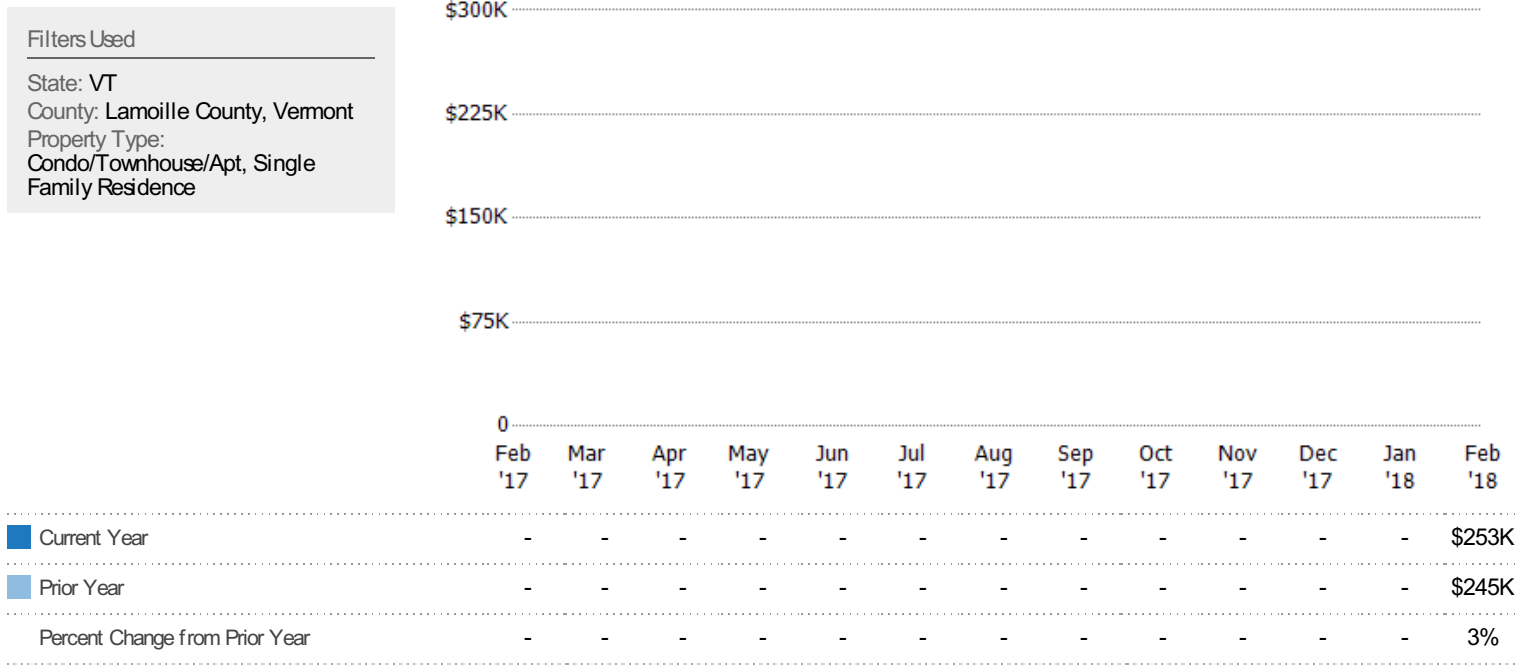 Filters Used
State: VT
County: Lamoille County, Vermont
Property Type:
Condo/Townhouse/Apt, Single
Family Residence
$300K
$225K
$150K
$75K
0
Feb Mar Apr May Jun Jul Aug Sep Oct Nov Dec Jan Feb
'17 '17 '17 '17 '17 '17 '17 '17 '17 '17 '17 '18 '18
Current Year - - - - - - - - - - - - $253K
Prior Year - - - - - - - - - - - - $245K
Percent Change from Prior Year - - - - - - - - - - - - 3%